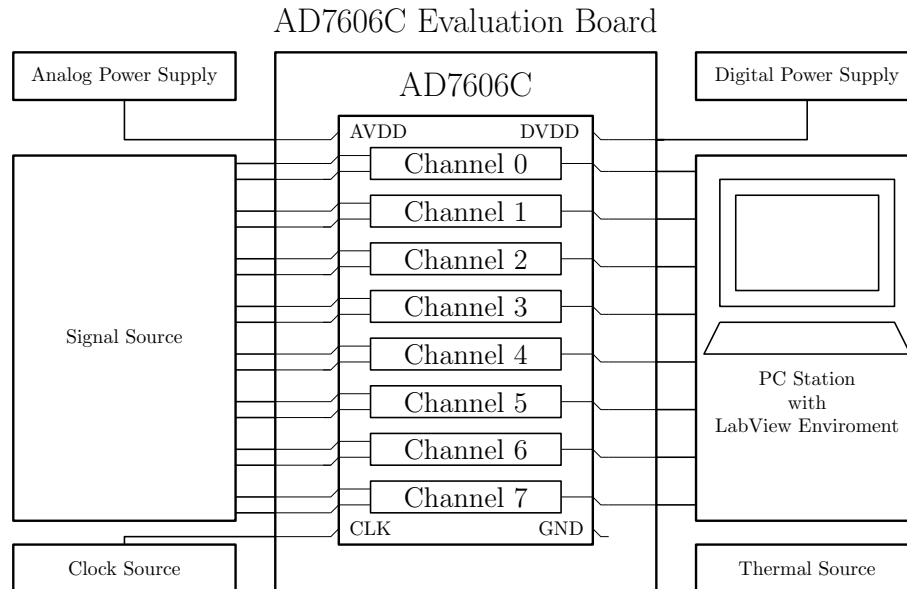 AD7606C Evaluation Board
Analog Power Supply
AD7606C
Digital Power Supply
AVDD
DVDD
Channel 0
Channel 1
Channel 2
Channel 3
Channel 4
Channel 5
Channel 6
Channel 7
CLK
GND
Signal Source
PC Station
with
LabView Enviroment
Clock Source
Thermal Source